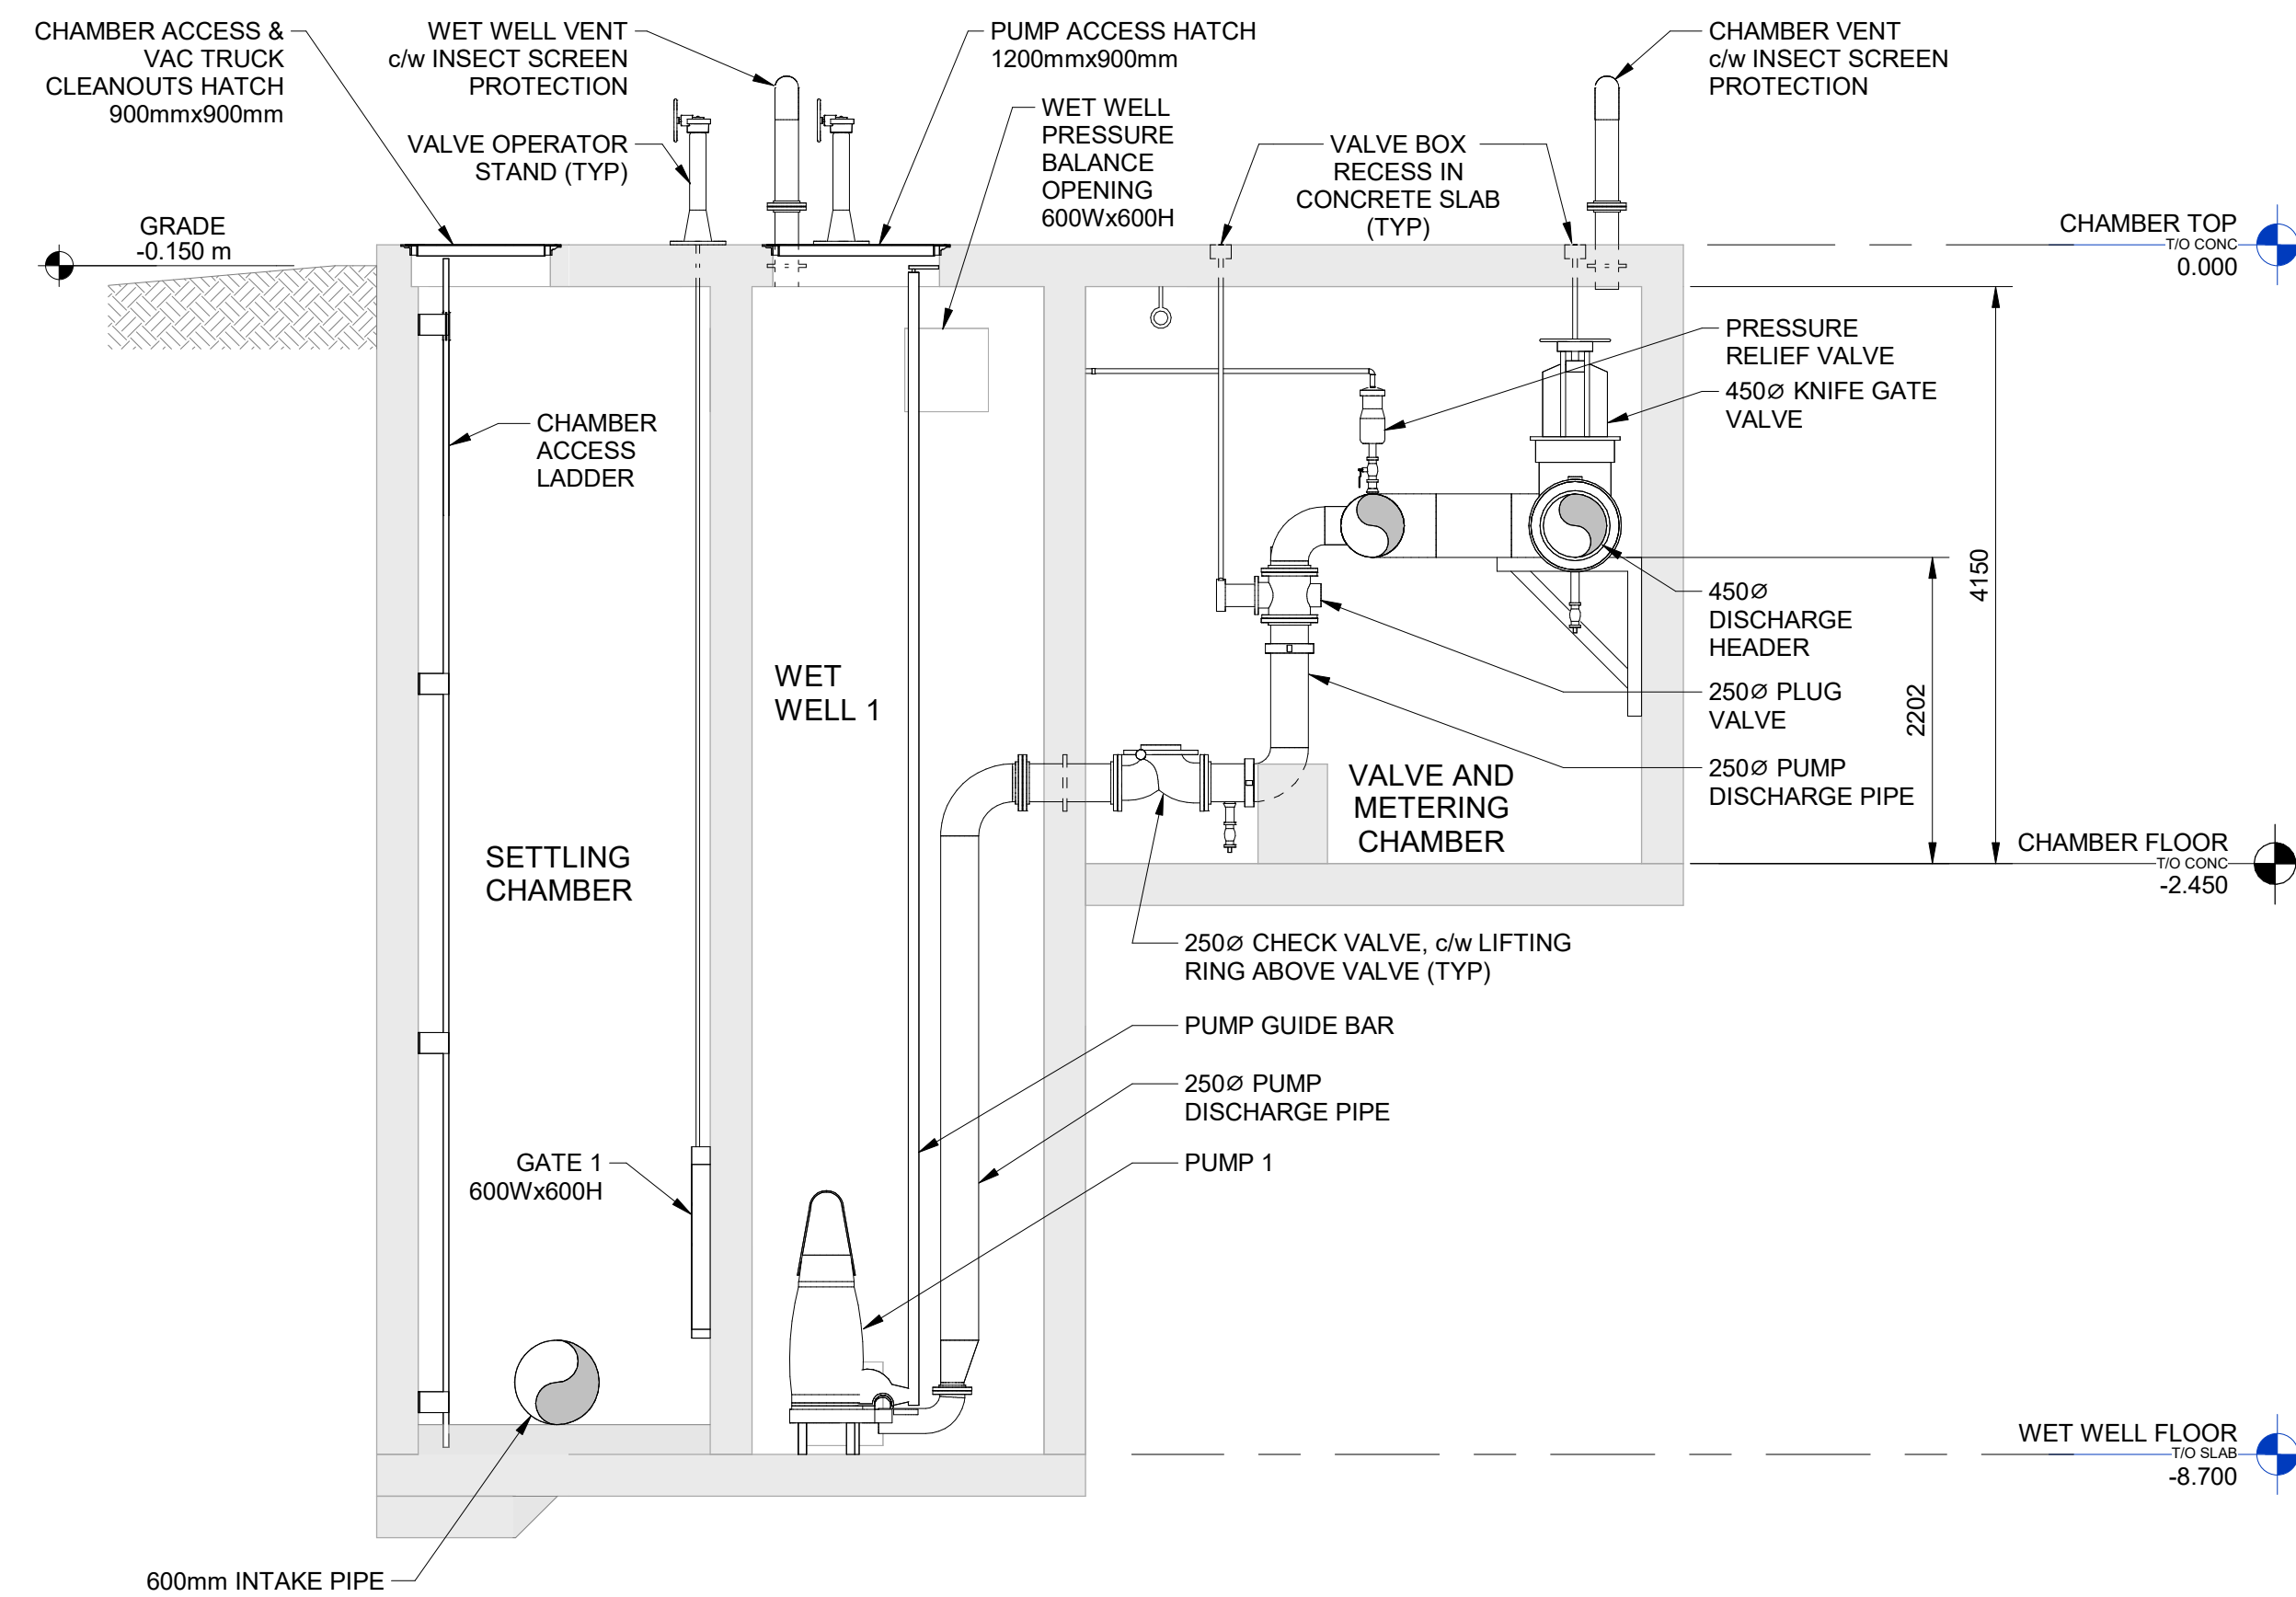 CHAMBER ACCESS &
VAC TRUCK
CLEANOUTS HATCH
900mmx900mm
WET WELL VENT
c/w INSECT SCREEN
PROTECTION
VALVE OPERATOR
STAND (TYP)
PUMP ACCESS HATCH
1200mmx900mm
WET WELL
PRESSURE
BALANCE
OPENING
600Wx600H
VALVE BOX
RECESS IN
CONCRETE SLAB
(TYP)
CHAMBER VENT
c/w INSECT SCREEN
PROTECTION
GRADE
-0.150 m
CHAMBER TOP
T/O CONC
0.000
PRESSURE
RELIEF VALVE
450Ø KNIFE GATE
VALVE
CHAMBER
ACCESS
LADDER
4150
450Ø
DISCHARGE
HEADER
2202
WET
WELL 1
250Ø PLUG
VALVE
250Ø PUMP
DISCHARGE PIPE
VALVE AND
METERING
CHAMBER
SETTLING
CHAMBER
CHAMBER FLOOR
T/O CONC
-2.450
250Ø CHECK VALVE, c/w LIFTING
RING ABOVE VALVE (TYP)
PUMP GUIDE BAR
250Ø PUMP
DISCHARGE PIPE
PUMP 1
GATE 1
600Wx600H
WET WELL FLOOR
T/O SLAB
-8.700
600mm INTAKE PIPE